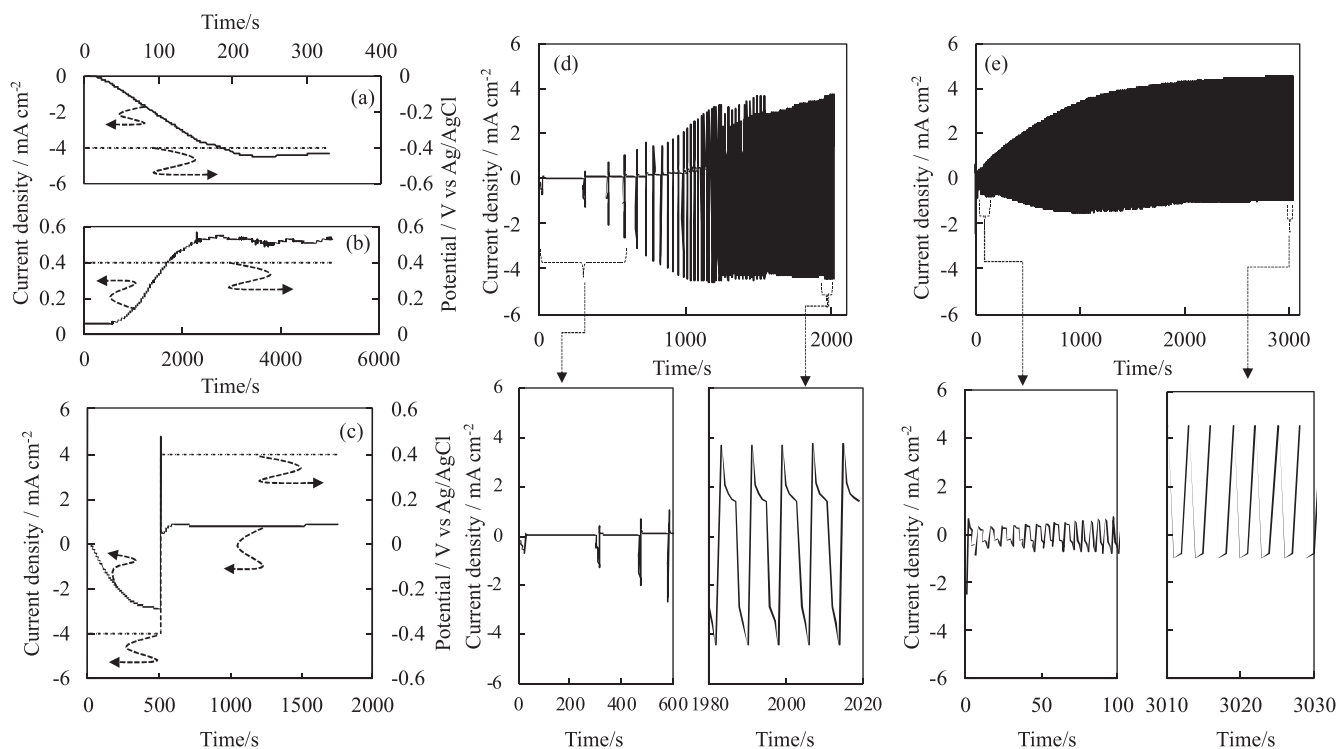 Time/s
0 100 200 300 400
Current density / mA cm-2
0
-2
-4
-6
(a)
0
-0.2
-0.4
-0.6
Potential / V vs Ag/AgCl
0.6
0.4
0.2
0
(b)
0.6
0.4
0.2
0
0 2000 4000 6000
Time/s
Current density / mA cm-2
6
4
2
0
-2
-4
-6
(c)
0.6
0.4
0.2
0
-0.2
-0.4
-0.6
Potential / V vs Ag/AgCl
0 500 1000 1500 2000
Time/s
Current density / mA cm-2
6
4
2
0
-2
-4
-6
(d)
0 1000 2000
Time/s
Current density / mA cm-2
6
4
2
0
-2
-4
-6
0 200 400 600
Time/s
1980 2000 2020
Time/s
Current density / mA cm-2
6
4
2
0
-2
-4
-6
(e)
0 1000 2000 3000
Time/s
Current density / mA cm-2
6
4
2
0
-2
-4
-6
0 50 100
Time/s
3010 3020 3030
Time/s